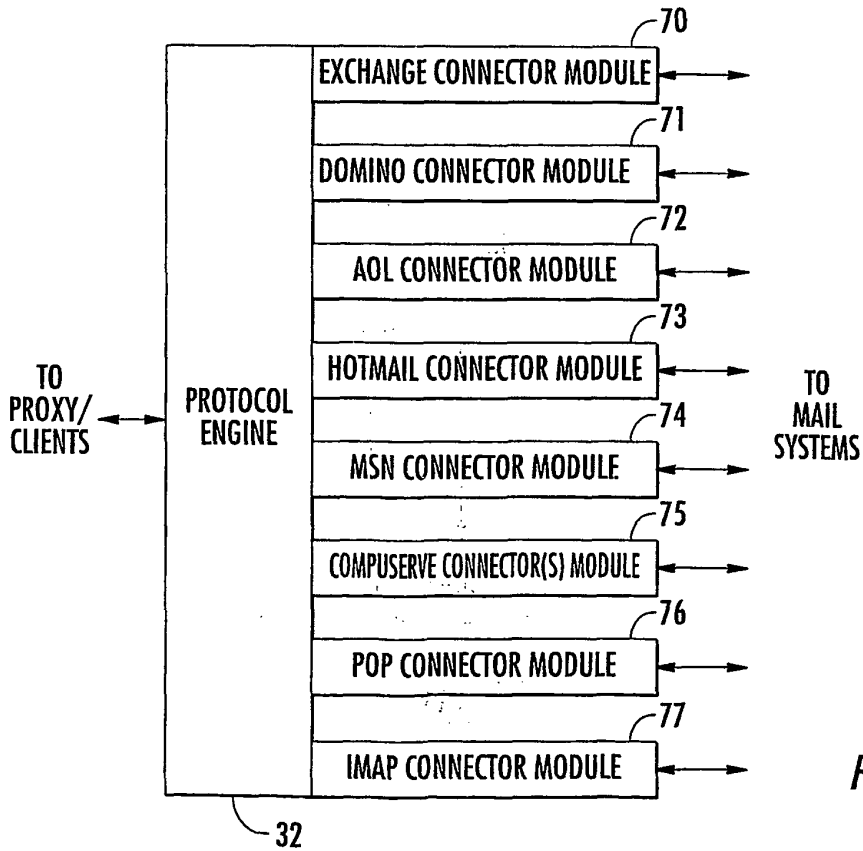 70
EXCHANGE CONNECTOR MODULE
71
DOMINO CONNECTOR MODULE
72
AOL CONNECTOR MODULE
73
HOTMAIL CONNECTOR MODULE
TO
PROXY/
CLIENTS
PROTOCOL
ENGINE
TO
MAIL
SYSTEMS
74
MSN CONNECTOR MODULE
75
COMPUSERVE CONNECTOR(S) MODULE
76
POP CONNECTOR MODULE
77
IMAP CONNECTOR MODULE
32